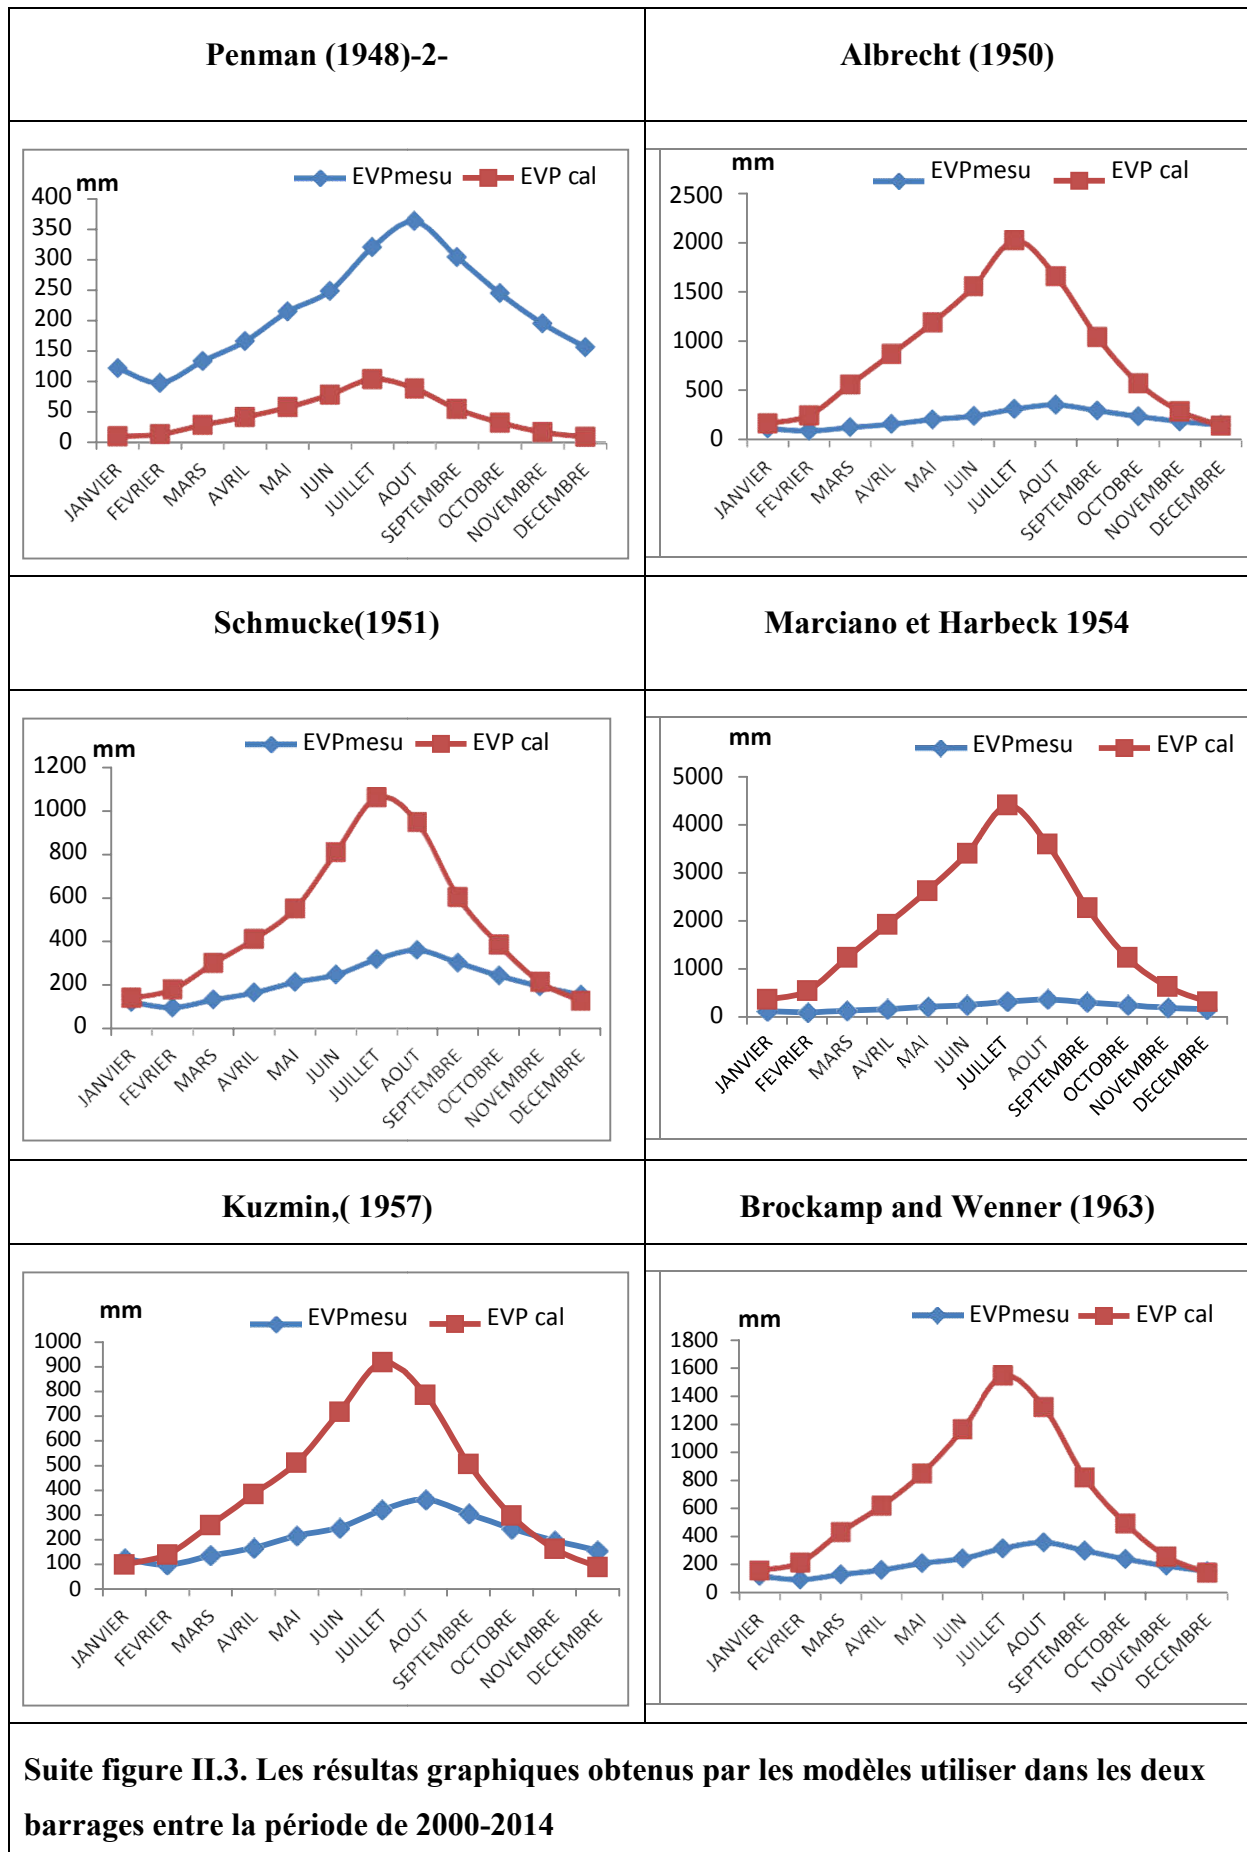 Penman (1948)-2-
Albrecht (1950)
mm
EVPmesu
EVP cal
400
350
300
250
200
150
100
50
0
JANVIER
FEVRIER
MARS
AVRIL
MAI
JUIN
JUILLET
AOUT
SEPTEMBRE
OCTOBRE
NOVEMBRE
DECEMBRE
mm
EVPmesu
EVP cal
2500
2000
1500
1000
500
0
JANVIER
FEVRIER
MARS
AVRIL
MAI
JUIN
JUILLET
AOUT
SEPTEMBRE
OCTOBRE
NOVEMBRE
DECEMBRE
Schmucke(1951)
Marciano et Harbeck 1954
mm
EVPmesu
EVP cal
1200
1000
800
600
400
200
0
JANVIER
FEVRIER
MARS
AVRIL
MAI
JUIN
JUILLET
AOUT
SEPTEMBRE
OCTOBRE
NOVEMBRE
DECEMBRE
mm
EVPmesu
EVP cal
5000
4000
3000
2000
1000
0
JANVIER
FEVRIER
MARS
AVRIL
MAI
JUIN
JUILLET
AOUT
SEPTEMBRE
OCTOBRE
NOVEMBRE
DECEMBRE
Kuzmin,( 1957)
Brockamp and Wenner (1963)
mm
EVPmesu
EVP cal
1000
900
800
700
600
500
400
300
200
100
0
JANVIER
FEVRIER
MARS
AVRIL
MAI
JUIN
JUILLET
AOUT
SEPTEMBRE
OCTOBRE
NOVEMBRE
DECEMBRE
mm
EVPmesu
EVP cal
1800
1600
1400
1200
1000
800
600
400
200
0
JANVIER
FEVRIER
MARS
AVRIL
MAI
JUIN
JUILLET
AOUT
SEPTEMBRE
OCTOBRE
NOVEMBRE
DECEMBRE
Suite figure II.3. Les résultas graphiques obtenus par les modèles utiliser dans les deux
barrages entre la période de 2000-2014